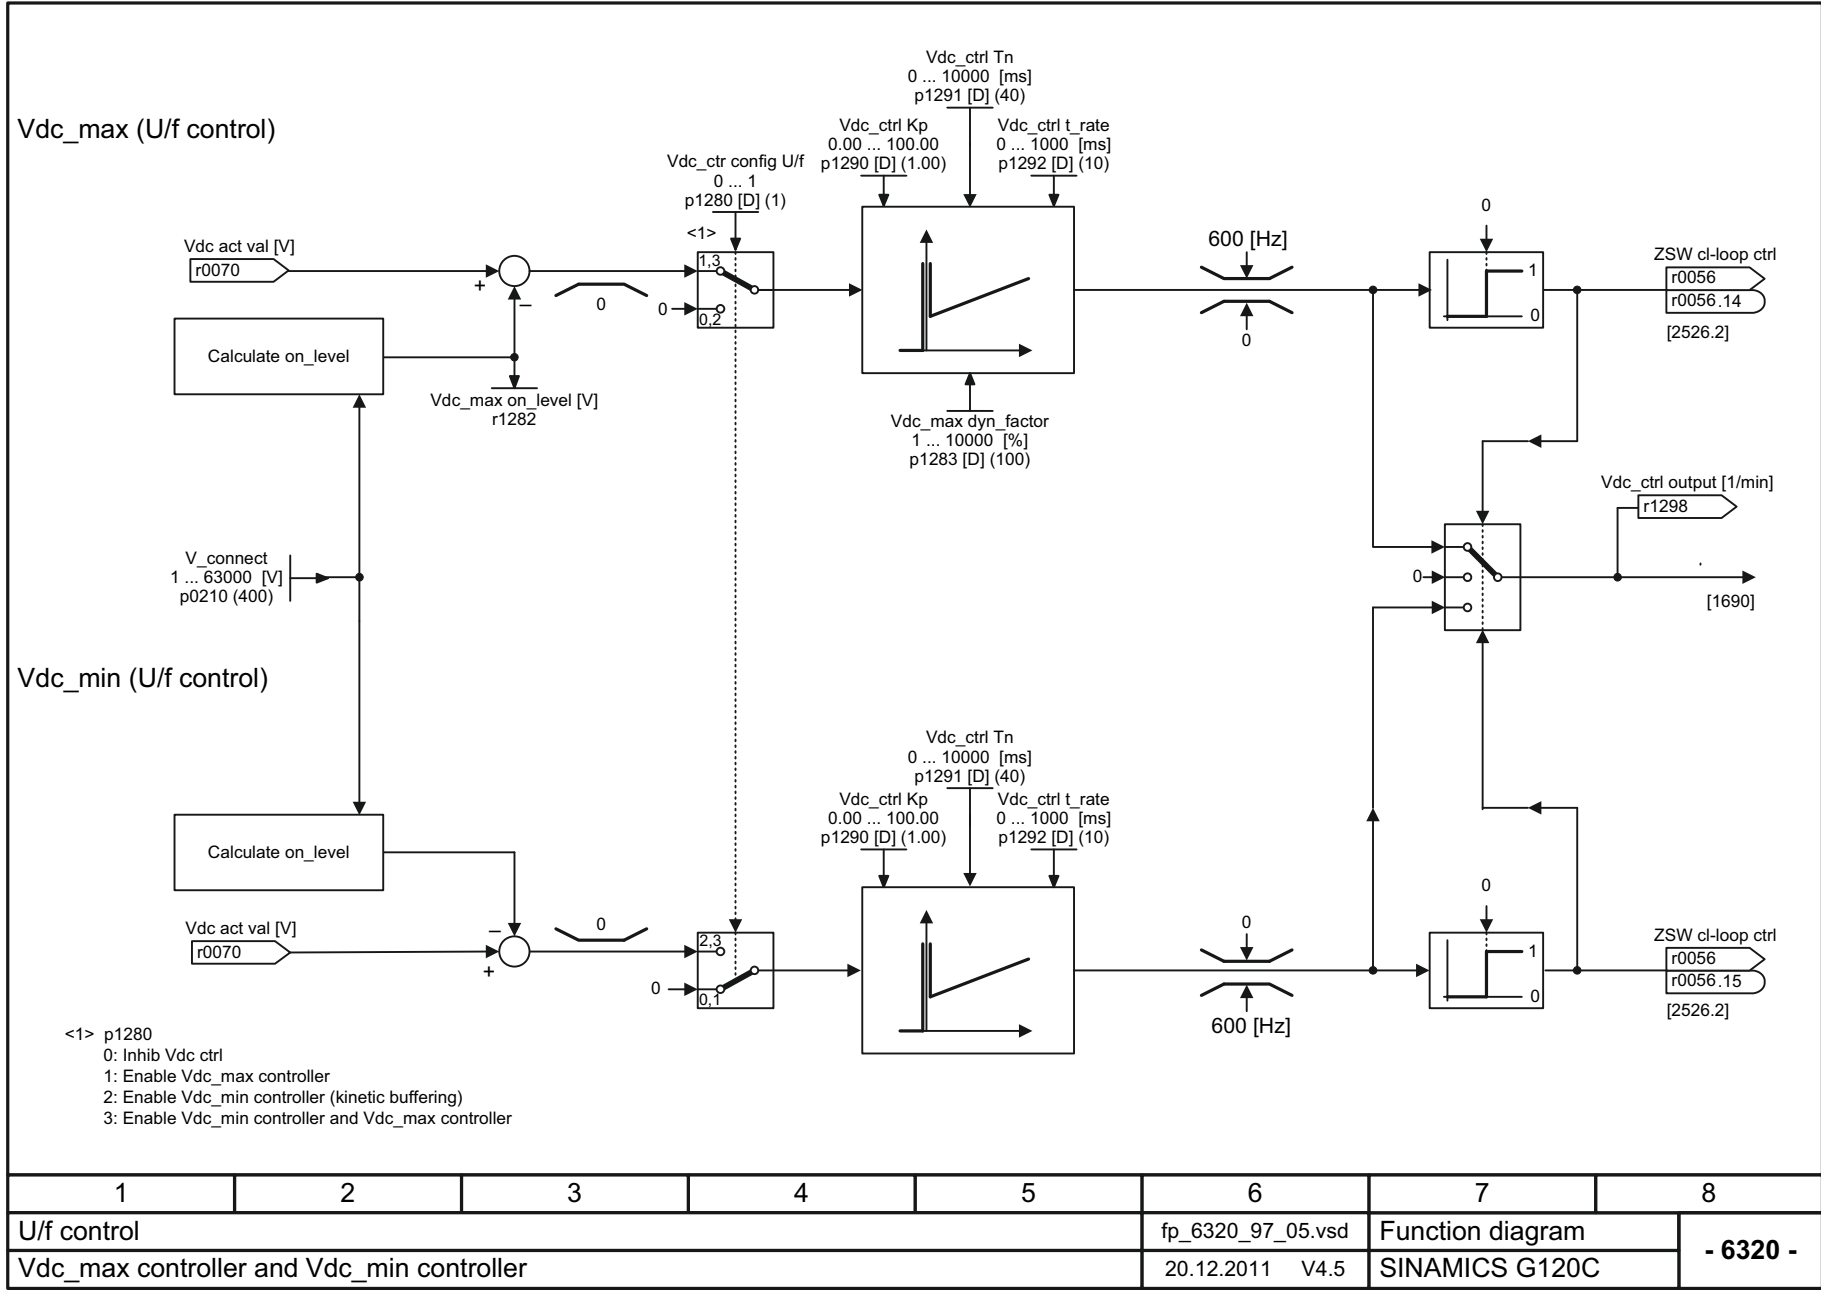 Vdc_max (U/f control)
Vdc_ctrl Tn
0 ... 10000 [ms]
p1291 [D] (40)
Vdc_ctrl Kp
0.00 ... 100.00
p1290 [D] (1.00)
Vdc_ctrl t_rate
0 ... 1000 [ms]
p1292 [D] (10)
Vdc_ctr config U/f
0 ... 1
p1280 [D] (1)
<1>
Vdc act val [V]
r0070
+
–
0
1,3
0
0,2
600 [Hz]
0
0
1
0
ZSW cl-loop ctrl
r0056
r0056.14
[2526.2]
Calculate on_level
Vdc_max on_level [V]
r1282
Vdc_max dyn_factor
1 ... 10000 [%]
p1283 [D] (100)
Vdc_ctrl output [1/min]
r1298
V_connect
1 ... 63000 [V]
p0210 (400)
0
[1690]
Vdc_min (U/f control)
Vdc_ctrl Tn
0 ... 10000 [ms]
p1291 [D] (40)
Vdc_ctrl Kp
0.00 ... 100.00
p1290 [D] (1.00)
Vdc_ctrl t_rate
0 ... 1000 [ms]
p1292 [D] (10)
Calculate on_level
Vdc act val [V]
r0070
–
+
0
2,3
0
0,1
0
600 [Hz]
0
1
0
ZSW cl-loop ctrl
r0056
r0056.15
[2526.2]
<1> p1280
0: Inhib Vdc ctrl
1: Enable Vdc_max controller
2: Enable Vdc_min controller (kinetic buffering)
3: Enable Vdc_min controller and Vdc_max controller
1 2 3 4 5 6 7 8
U/f control
fp_6320_97_05.vsd
Function diagram
- 6320 -
Vdc_max controller and Vdc_min controller
20.12.2011 V4.5
SINAMICS G120C